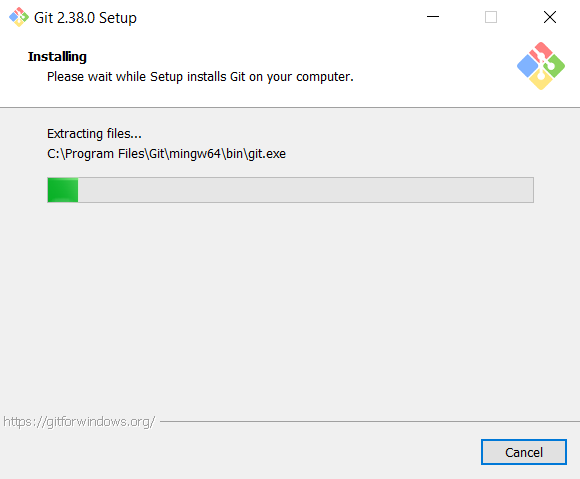 Git 2.38.0 Setup
Installing
Please wait while Setup installs Git on your computer.
Extracting files...
C:\Program Files\Git\mingw64\bin\git.exe
https://gitforwindows.org/
Cancel